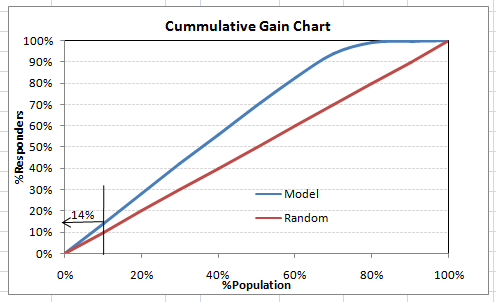 Cummulative Gain Chart
100%
90%
80%
70%
60%
50%
40%
30%
20%
10%
0%
%Responders
14%
Model
Random
0% 20% 40% 60% 80% 100%
%Population